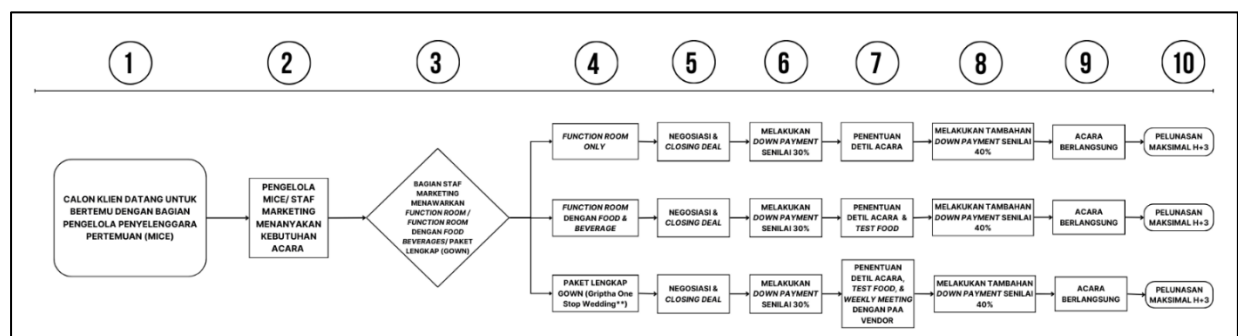 1
2
3
4
5
6
7
8
9
10
CALON KLIEN DATANG UNTUK
BERTEMU DENGAN BAGIAN
PENGELOLA PENYELENGGARA
PERTEMUAN (MICE)
PENGELOLA
MICE/ STAF
MARKETING
MENANYAKAN
KEBUTUHAN
ACARA
BAGIAN STAF
MARKETING
MENAWARKAN
FUNCTION ROOM /
FUNCTION ROOM
DENGAN FOOD
BEVERAGES/ PAKET
LENGKAP (GOWN)
FUNCTION ROOM
ONLY
NEGOSIASI &
CLOSING DEAL
MELAKUKAN
DOWN PAYMENT
SENILAI 30%
PENENTUAN
DETIL ACARA
MELAKUKAN TAMBAHAN
DOWN PAYMENT SENILAI
40%
ACARA
BERLANGSUNG
PELUNASAN
MAKSIMAL H+3
FUNCTION ROOM
DENGAN FOOD &
BEVERAGE
NEGOSIASI &
CLOSING DEAL
MELAKUKAN
DOWN PAYMENT
SENILAI 30%
PENENTUAN
DETIL ACARA &
TEST FOOD
MELAKUKAN TAMBAHAN
DOWN PAYMENT SENILAI
40%
ACARA
BERLANGSUNG
PELUNASAN
MAKSIMAL H+3
PAKET LENGKAP
GOWN (Griptha One
Stop Wedding**)
NEGOSIASI &
CLOSING DEAL
MELAKUKAN
DOWN PAYMENT
SENILAI 30%
PENENTUAN
DETIL ACARA,
TEST FOOD, &
WEEKLY MEETING
DENGAN PAA
VENDOR
MELAKUKAN TAMBAHAN
DOWN PAYMENT SENILAI
40%
ACARA
BERLANGSUNG
PELUNASAN
MAKSIMAL H+3